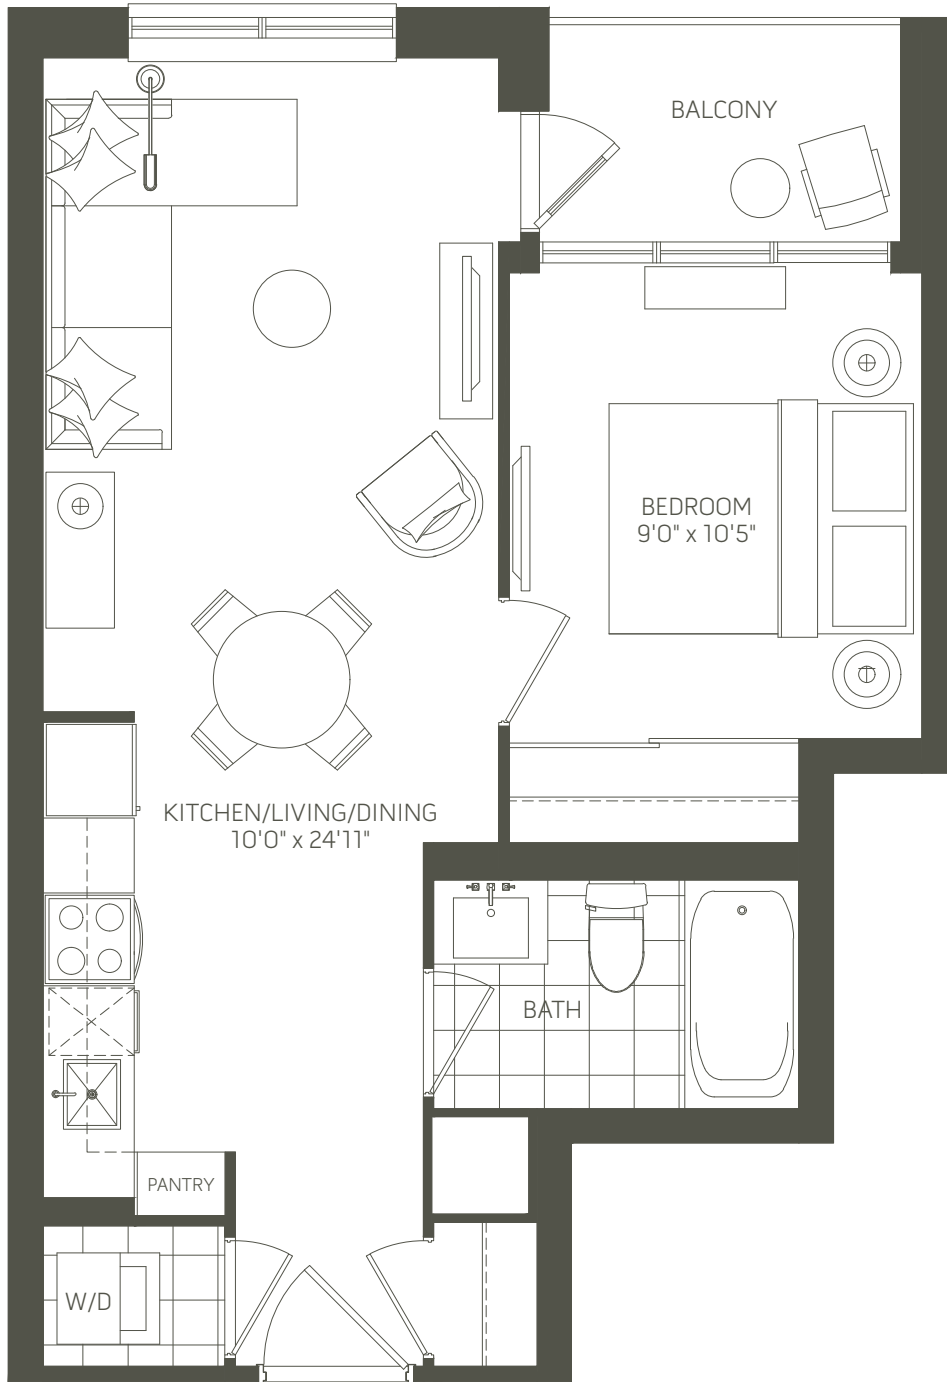 BALCONY
BEDROOM
9'0" x 10'5"
KITCHEN/LIVING/DINING
10'0" x 24'11"
BATH
PANTRY
W/D